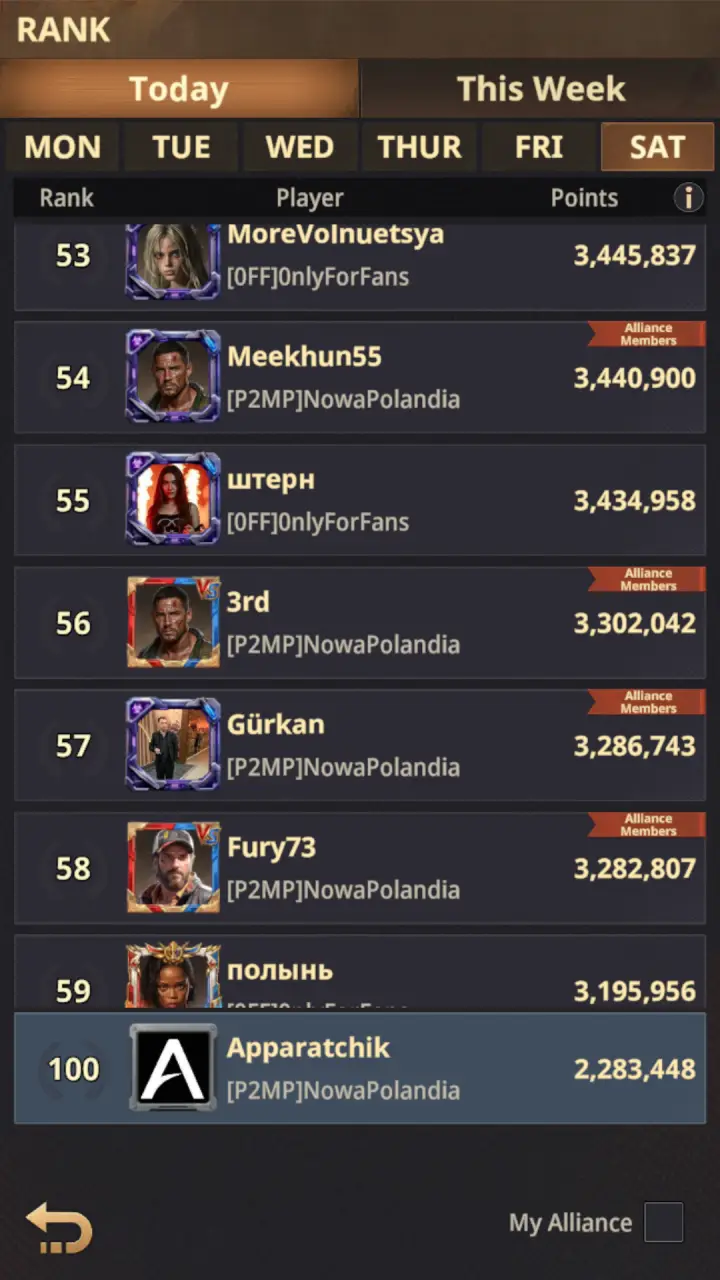 RANK
Today
This Week
MON TUE WED THUR FRI SAT
Rank Player Points i
53
MoreVolnuetsya
[0FF]0nlyForFans
3,445,837
Alliance
Members
54
Meekhun55
[P2MP]NowaPolandia
3,440,900
55
штерн
[0FF]0nlyForFans
3,434,958
Alliance
Members
56
3rd
[P2MP]NowaPolandia
3,302,042
Alliance
Members
57
Gürkan
[P2MP]NowaPolandia
3,286,743
Alliance
Members
58
Fury73
[P2MP]NowaPolandia
3,282,807
59
полынь
3,195,956
100
Apparatchik
[P2MP]NowaPolandia
2,283,448
My Alliance